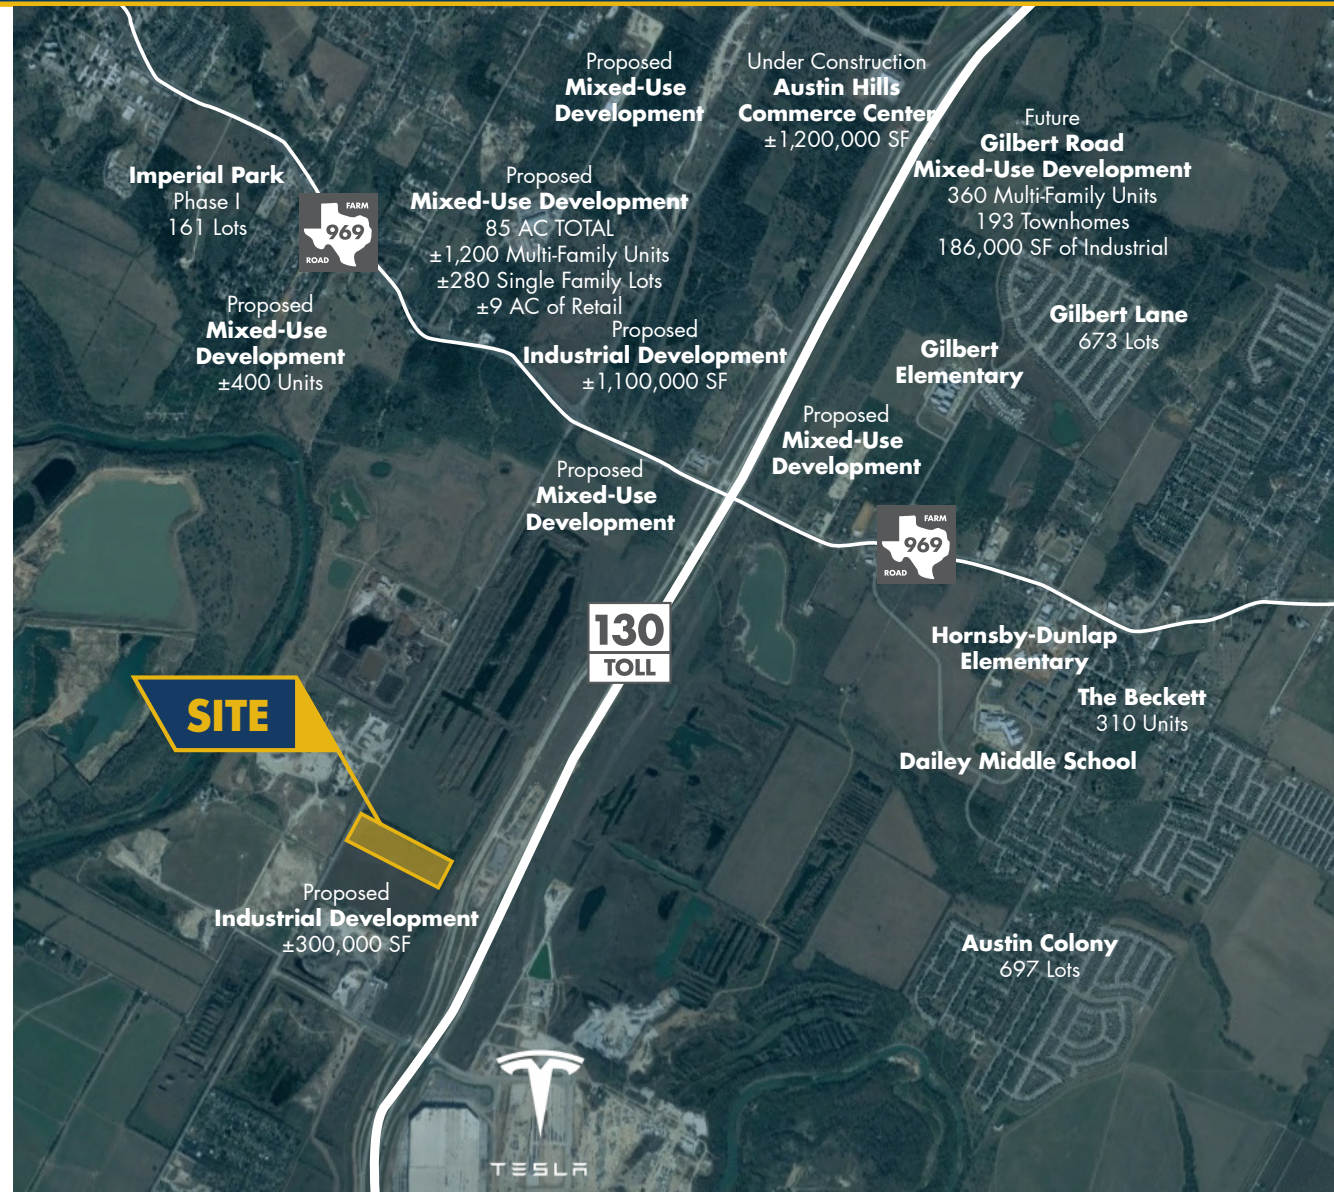 Proposed
Mixed-Use
Development
Under Construction
Austin Hills
Commerce Center
±1,200,000 SF
Future
Gilbert Road
Mixed-Use Development
360 Multi-Family Units
193 Townhomes
186,000 SF of Industrial
Imperial Park
Phase I
161 Lots
FARM
969
ROAD
Proposed
Mixed-Use Development
85 AC TOTAL
±1,200 Multi-Family Units
±280 Single Family Lots
±9 AC of Retail
Proposed
Mixed-Use
Development
±400 Units
Proposed
Industrial Development
±1,100,000 SF
Gilbert Lane
673 Lots
Gilbert
Elementary
Proposed
Mixed-Use
Development
Proposed
Mixed-Use
Development
FARM
969
ROAD
130
TOLL
Hornsby-Dunlap
Elementary
The Beckett
310 Units
Dailey Middle School
SITE
Proposed
Industrial Development
±300,000 SF
Austin Colony
697 Lots
TESLA